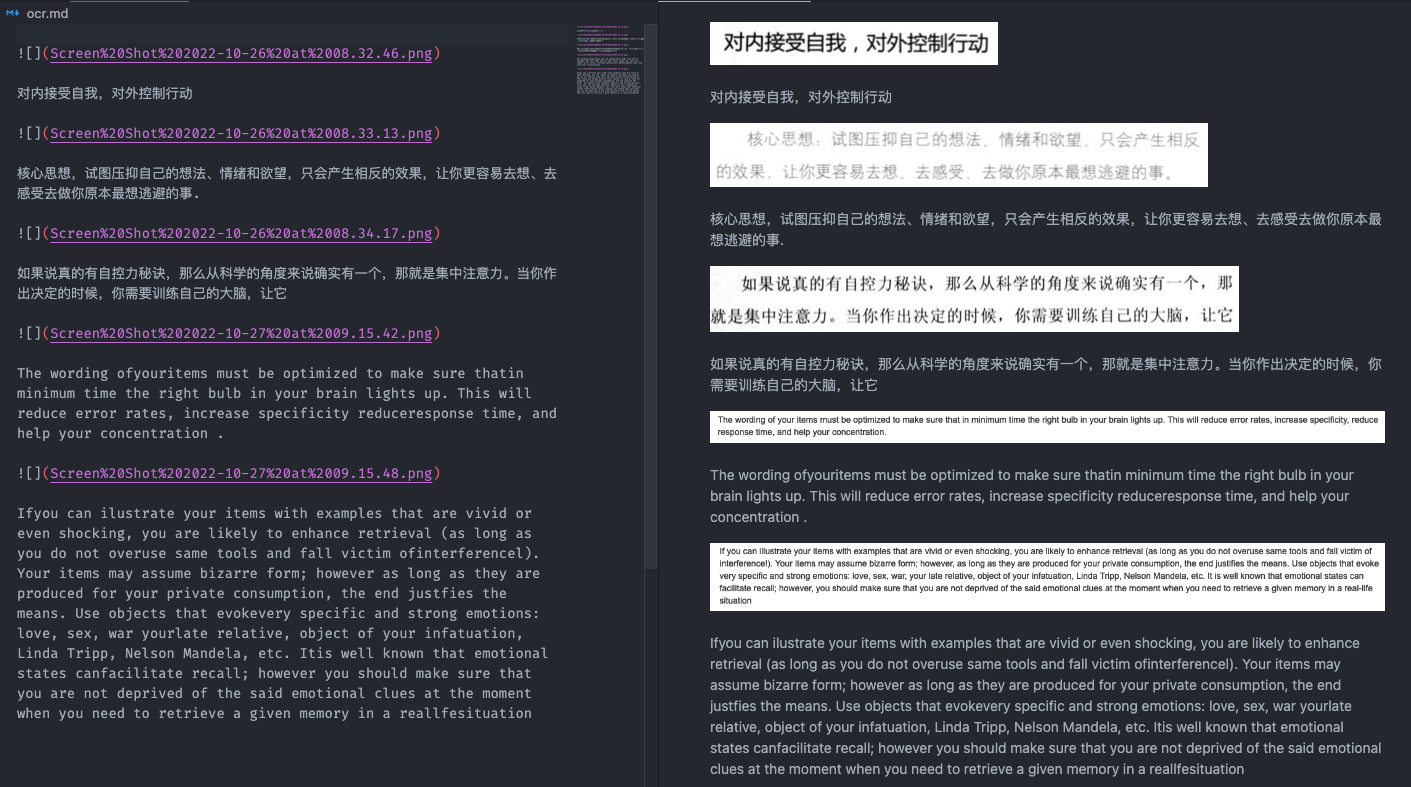 ocr.md
![](Screen%20Shot%202022-10-26%20at%2008.32.46.png)
对内接受自我，对外控制行动
![](Screen%20Shot%202022-10-26%20at%2008.33.13.png)
核心思想，试图压抑自己的想法、情绪和欲望，只会产生相反的效果，让你更容易去想、去
感受去做你原本最想逃避的事.
![](Screen%20Shot%202022-10-26%20at%2008.34.17.png)
如果说真的有自控力秘诀，那么从科学的角度来说确实有一个，那就是集中注意力。当你作
出决定的时候，你需要训练自己的大脑，让它
![](Screen%20Shot%202022-10-27%20at%2009.15.42.png)
The wording ofyouritems must be optimized to make sure thatin
minimum time the right bulb in your brain lights up. This will
reduce error rates, increase specificity reduceresponse time, and
help your concentration .
![](Screen%20Shot%202022-10-27%20at%2009.15.48.png)
Ifyou can ilustrate your items with examples that are vivid or
even shocking, you are likely to enhance retrieval (as long as
you do not overuse same tools and fall victim ofinterferencel).
Your items may assume bizarre form; however as long as they are
produced for your private consumption, the end justfies the
means. Use objects that evokevery specific and strong emotions:
love, sex, war yourlate relative, object of your infatuation,
Linda Tripp, Nelson Mandela, etc. Itis well known that emotional
states canfacilitate recall; however you should make sure that
you are not deprived of the said emotional clues at the moment
when you need to retrieve a given memory in a reallfesituation
对内接受自我，对外控制行动
对内接受自我，对外控制行动
核心思想：试图压抑自己的想法、情绪和欲望，只会产生相反
的效果，让你更容易去想、去感受、去做你原本最想逃避的事。
核心思想，试图压抑自己的想法、情绪和欲望，只会产生相反的效果，让你更容易去想、去感受去做你原本最
想逃避的事.
如果说真的有自控力秘诀，那么从科学的角度来说确实有一个，那
就是集中注意力。当你作出决定的时候，你需要训练自己的大脑，让它
如果说真的有自控力秘诀，那么从科学的角度来说确实有一个，那就是集中注意力。当你作出决定的时候，你
需要训练自己的大脑，让它
The wording of your items must be optimized to make sure that in minimum time the right bulb in your brain lights up. This will reduce error rates, increase specificity, reduce
response time, and help your concentration.
The wording ofyouritems must be optimized to make sure thatin minimum time the right bulb in your
brain lights up. This will reduce error rates, increase specificity reduceresponse time, and help your
concentration .
If you can illustrate your items with examples that are vivid or even shocking, you are likely to enhance retrieval (as long as you do not overuse same tools and fall victim of
interference!). Your items may assume bizarre form; however, as long as they are produced for your private consumption, the end justifies the means. Use objects that evoke
very specific and strong emotions: love, sex, war, your late relative, object of your infatuation, Linda Tripp, Nelson Mandela, etc. It is well known that emotional states can
facilitate recall; however, you should make sure that you are not deprived of the said emotional clues at the moment when you need to retrieve a given memory in a real-life
situation
Ifyou can ilustrate your items with examples that are vivid or even shocking, you are likely to enhance
retrieval (as long as you do not overuse same tools and fall victim ofinterferencel). Your items may
assume bizarre form; however as long as they are produced for your private consumption, the end
justfies the means. Use objects that evokevery specific and strong emotions: love, sex, war yourlate
relative, object of your infatuation, Linda Tripp, Nelson Mandela, etc. Itis well known that emotional
states canfacilitate recall; however you should make sure that you are not deprived of the said emotional
clues at the moment when you need to retrieve a given memory in a reallfesituation